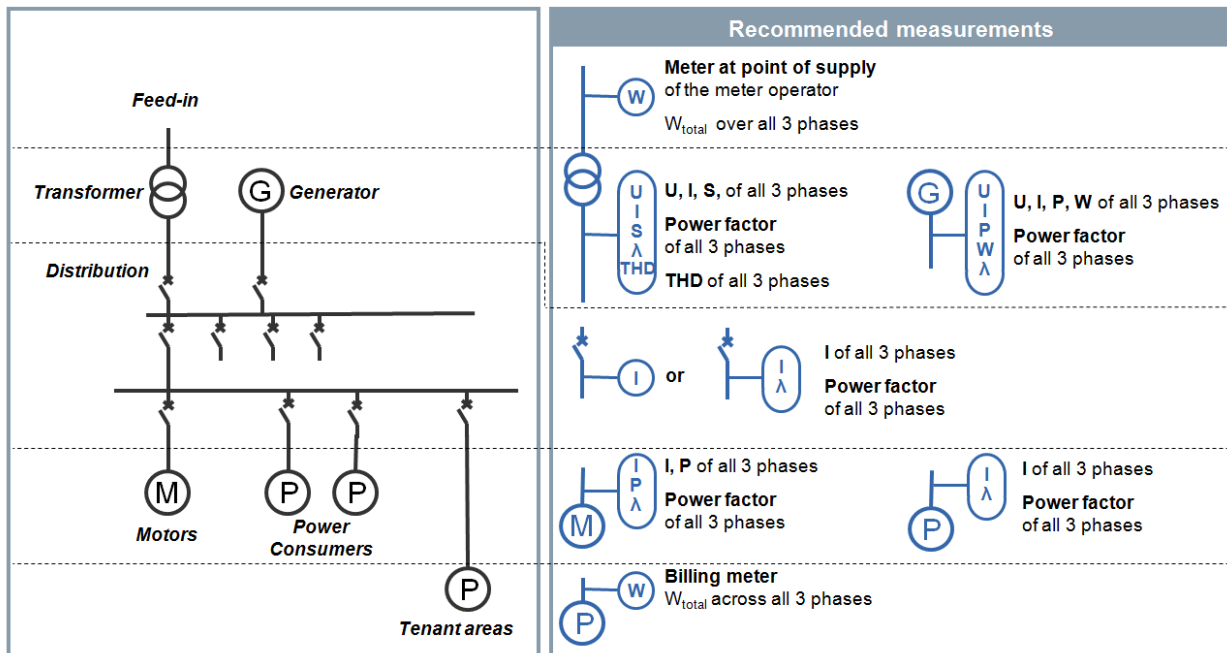 Recommended measurements
Feed-in
W
Meter at point of supply
of the meter operator
W_total over all 3 phases
Transformer
G
Generator
U
I
S
λ
THD
U, I, S, of all 3 phases
Power factor
of all 3 phases
THD of all 3 phases
G
U
I
P
W
λ
U, I, P, W of all 3 phases
Power factor
of all 3 phases
Distribution
I
or
I
λ
I of all 3 phases
Power factor
of all 3 phases
M
Motors
P
P
Power
Consumers
I
P
λ
M
I, P of all 3 phases
Power factor
of all 3 phases
I
λ
P
I of all 3 phases
Power factor
of all 3 phases
P
Tenant areas
W
P
Billing meter
W_total across all 3 phases